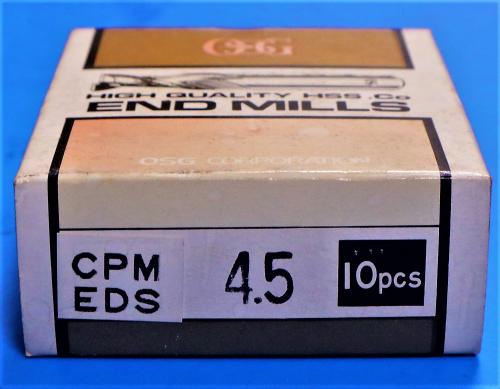 OSG
HIGH QUALITY HSS.Co
END MILLS
OSG CORPORATION
CPM
EDS
4.5
10pcs